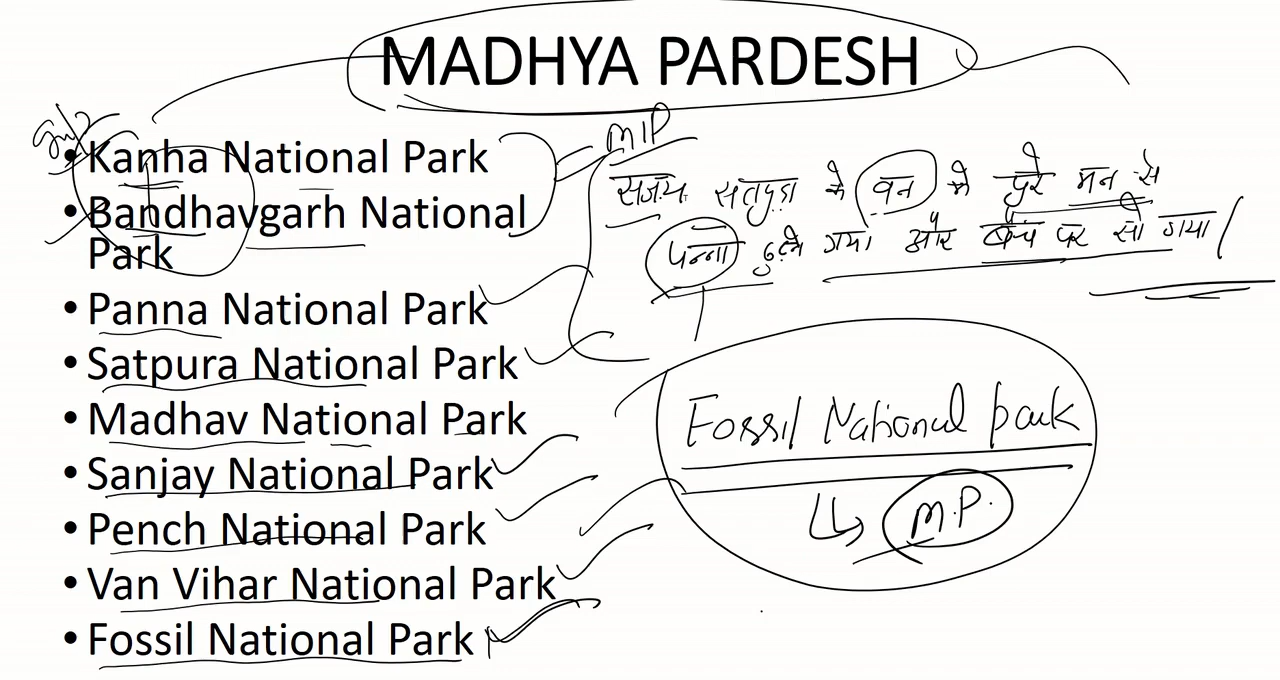 MADHYA PARDESH
• Kanha National Park
• Bandhavgarh National
Park
• Panna National Park
• Satpura National Park
• Madhav National Park
• Sanjay National Park
• Pench National Park
• Van Vihar National Park
• Fossil National Park
MIP
संजय सतपुड़ा के वन में पुरे मन से
पन्ना ढुढ़ने गया और बेंच पर सो गया/
Fossil National park
M.P.